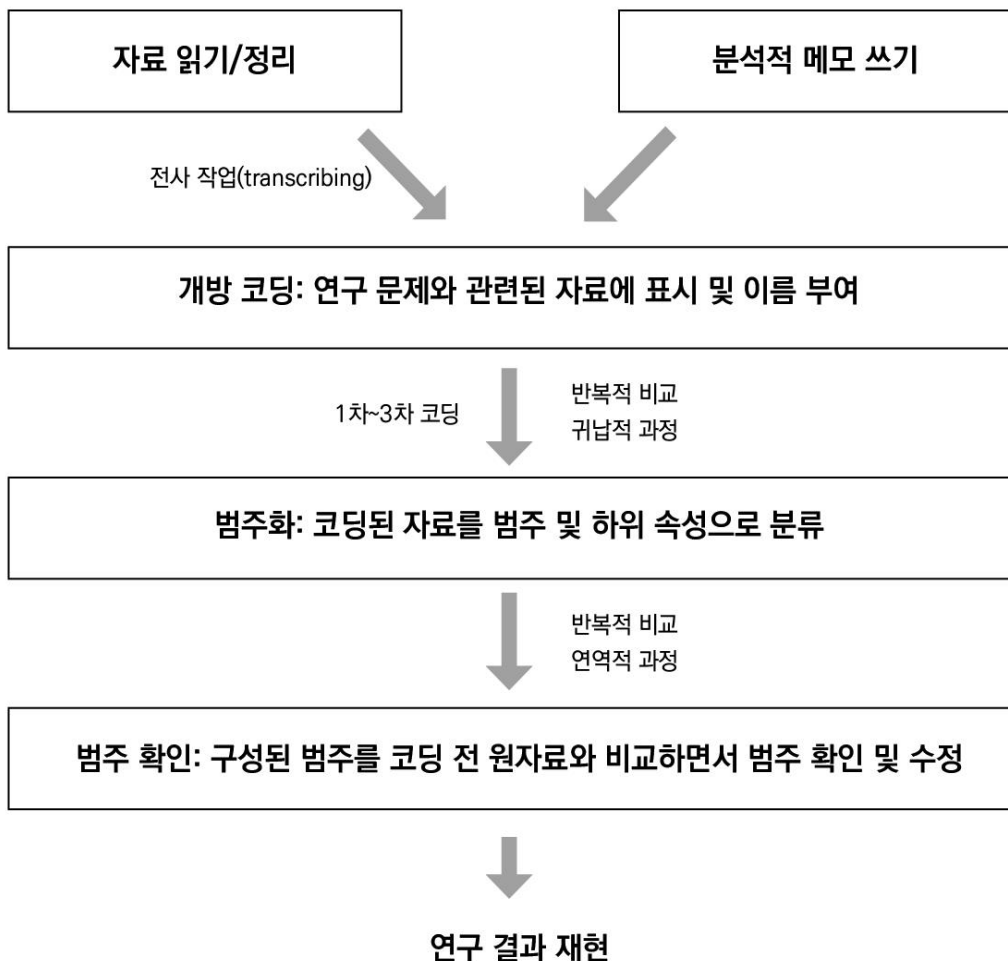 자료 읽기/정리
분석적 메모 쓰기
전사 작업(transcribing)
개방 코딩: 연구 문제와 관련된 자료에 표시 및 이름 부여
1차~3차 코딩
반복적 비교
귀납적 과정
범주화: 코딩된 자료를 범주 및 하위 속성으로 분류
반복적 비교
연역적 과정
범주 확인: 구성된 범주를 코딩 전 원자료와 비교하면서 범주 확인 및 수정
연구 결과 재현